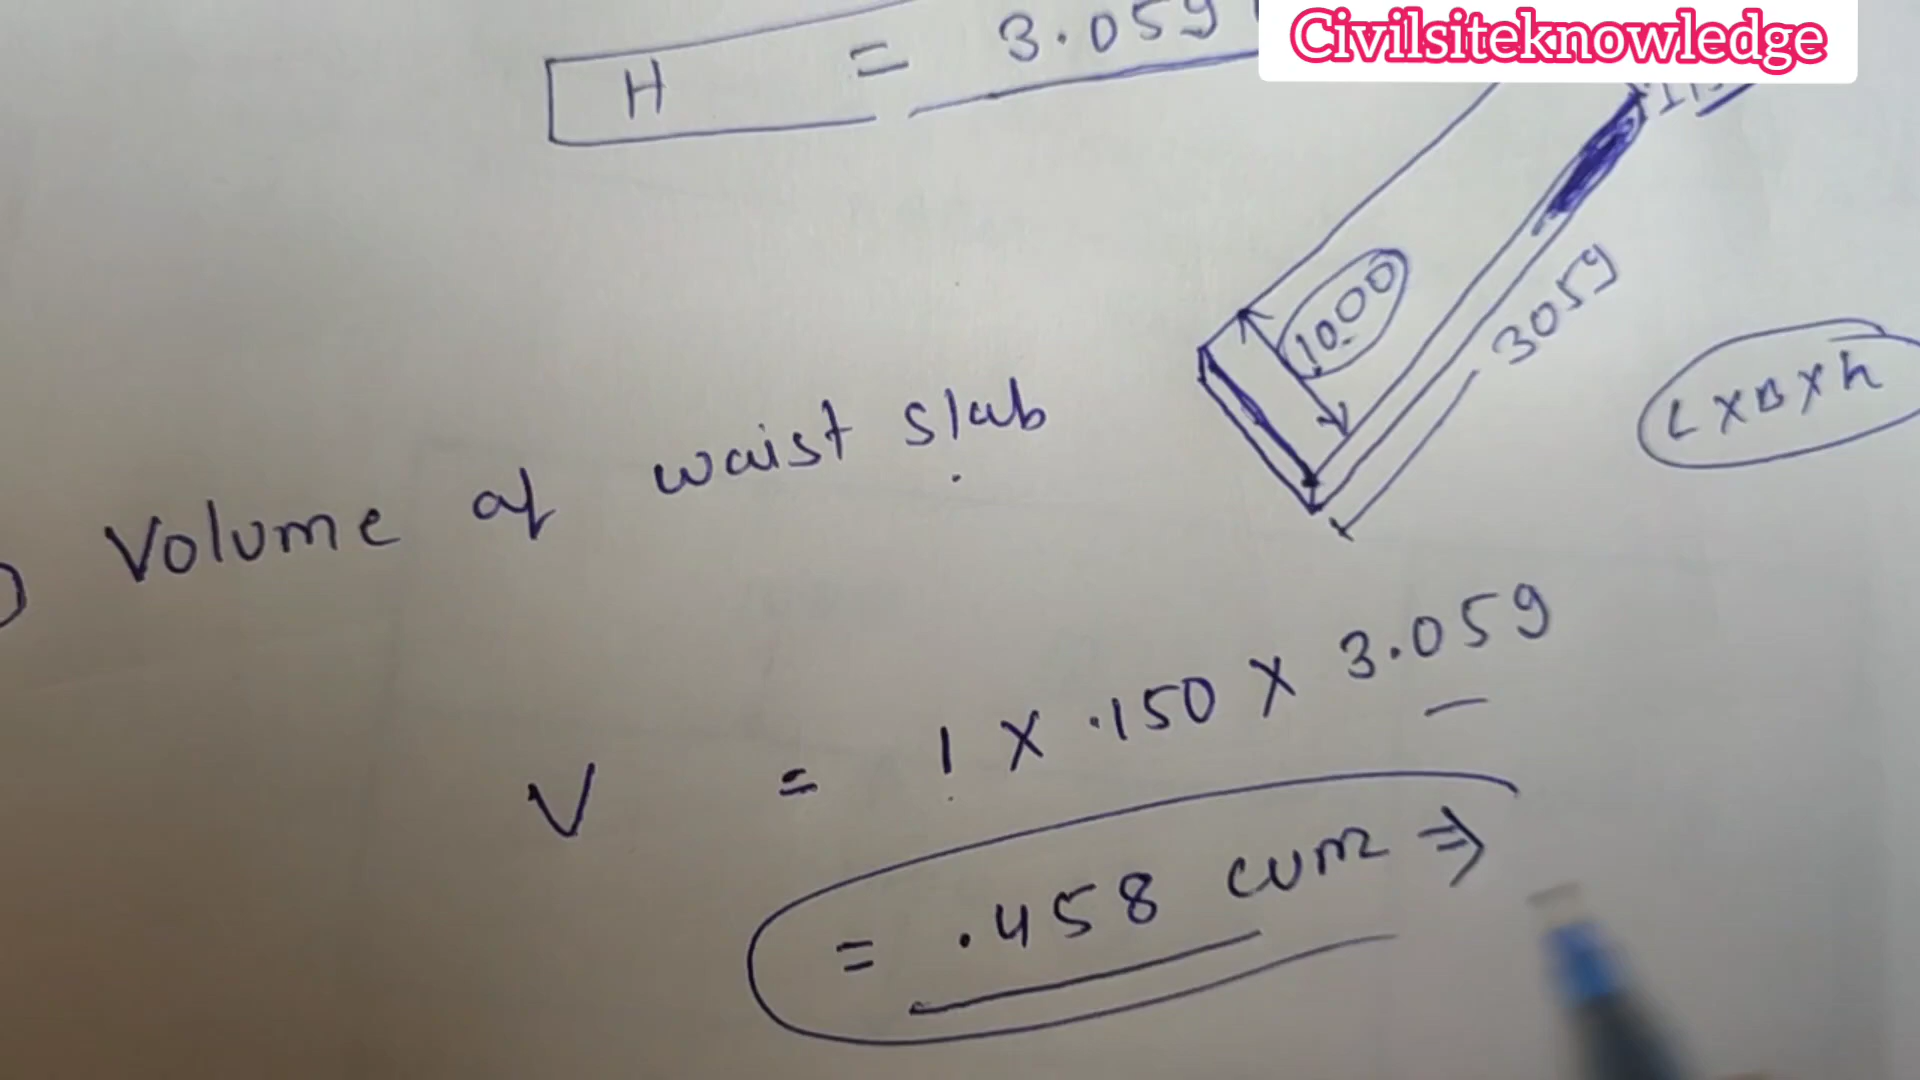 Civilsiteknowledge
H = 3.059
1000
3059
L x B x h
Volume of waist slab
V = 1 x .150 x 3.059
= .458 cum ⇒